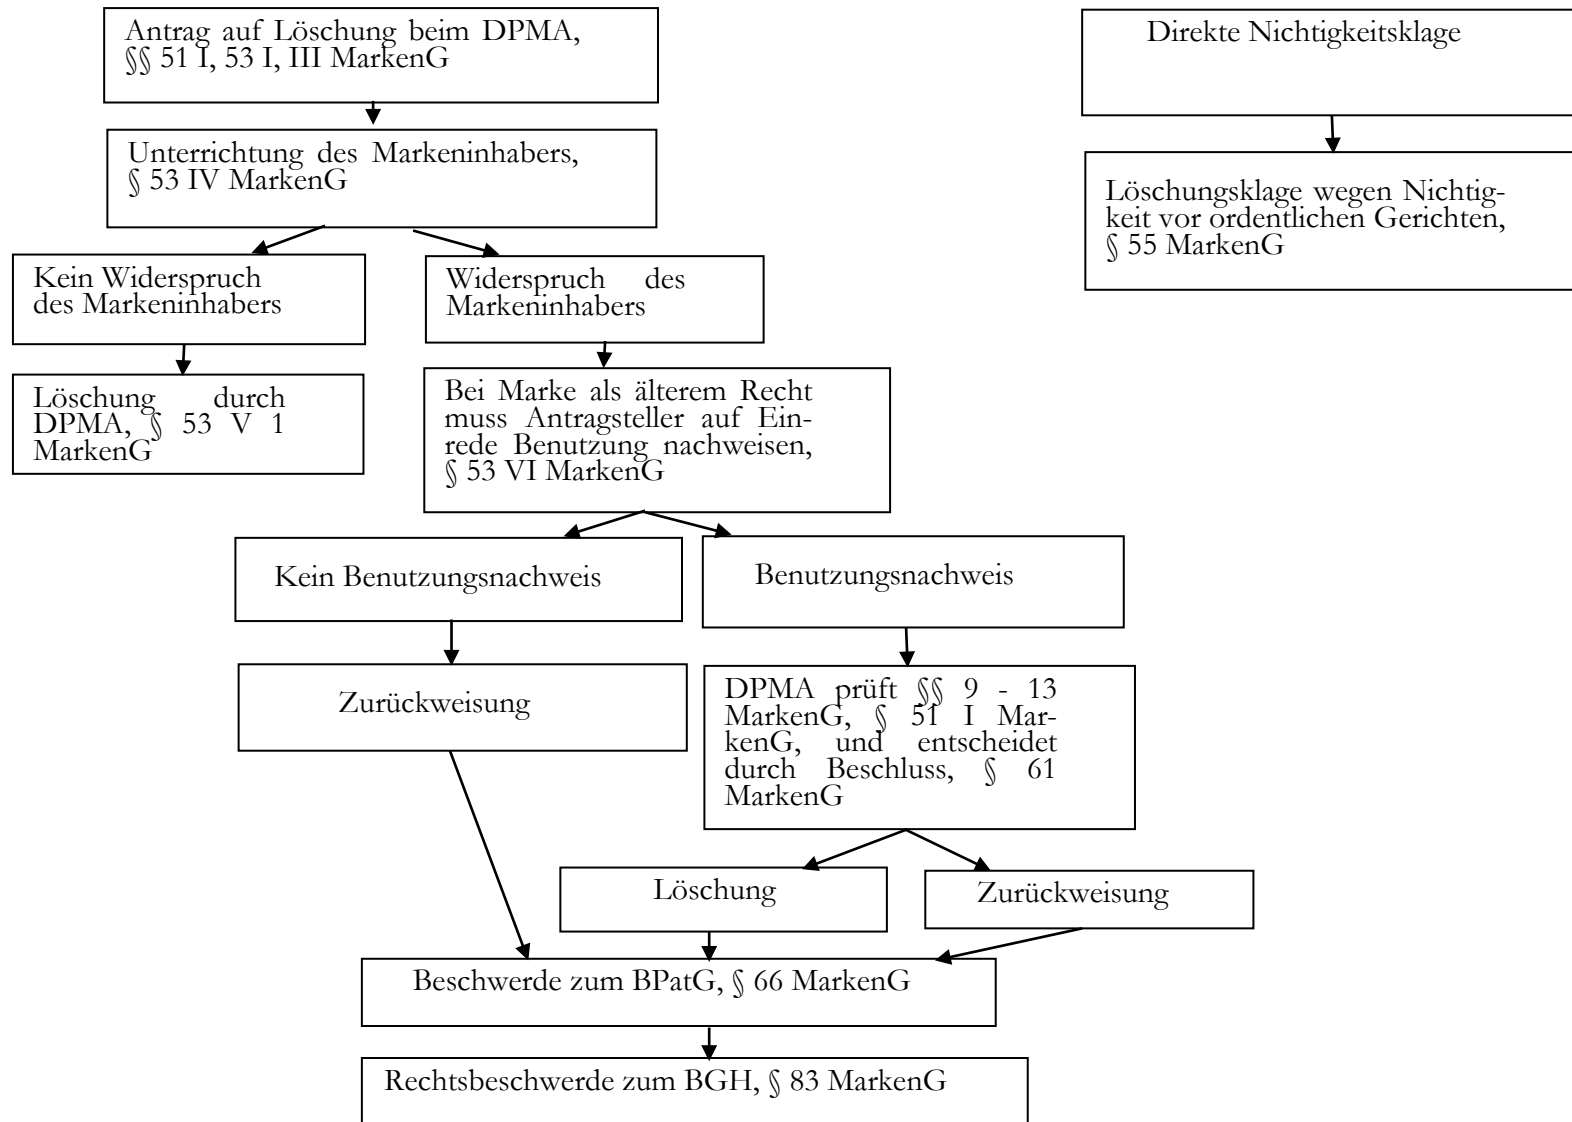 Antrag auf Löschung beim DPMA,
§§ 51 I, 53 I, III MarkenG
Direkte Nichtigkeitsklage
Unterrichtung des Markeninhabers,
§ 53 IV MarkenG
Löschungsklage wegen Nichtig-
keit vor ordentlichen Gerichten,
§ 55 MarkenG
Kein Widerspruch
des Markeninhabers
Widerspruch des
Markeninhabers
Löschung durch
DPMA, § 53 V 1
MarkenG
Bei Marke als älterem Recht
muss Antragsteller auf Ein-
rede Benutzung nachweisen,
§ 53 VI MarkenG
Kein Benutzungsnachweis
Benutzungsnachweis
Zurückweisung
DPMA prüft §§ 9 - 13
MarkenG, § 51 I Mar-
kenG, und entscheidet
durch Beschluss, § 61
MarkenG
Löschung
Zurückweisung
Beschwerde zum BPatG, § 66 MarkenG
Rechtsbeschwerde zum BGH, § 83 MarkenG